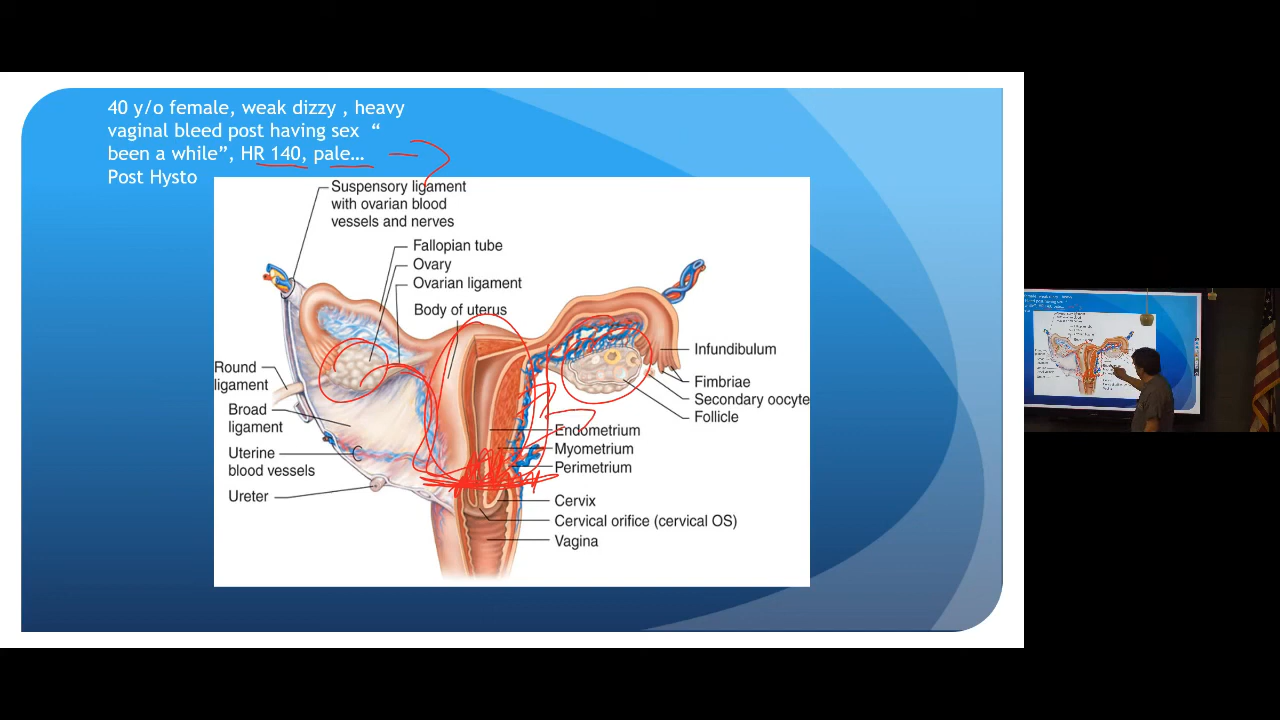 40 y/o female, weak dizzy , heavy
vaginal bleed post having sex “
been a while”, HR 140, pale…
Post Hysto
Suspensory ligament
with ovarian blood
vessels and nerves
Fallopian tube
Ovary
Ovarian ligament
Body of uterus
Round
ligament
Broad
ligament
Uterine
blood vessels
Ureter
Infundibulum
Fimbriae
Secondary oocyte
Follicle
Endometrium
Myometrium
Perimetrium
Cervix
Cervical orifice (cervical OS)
Vagina